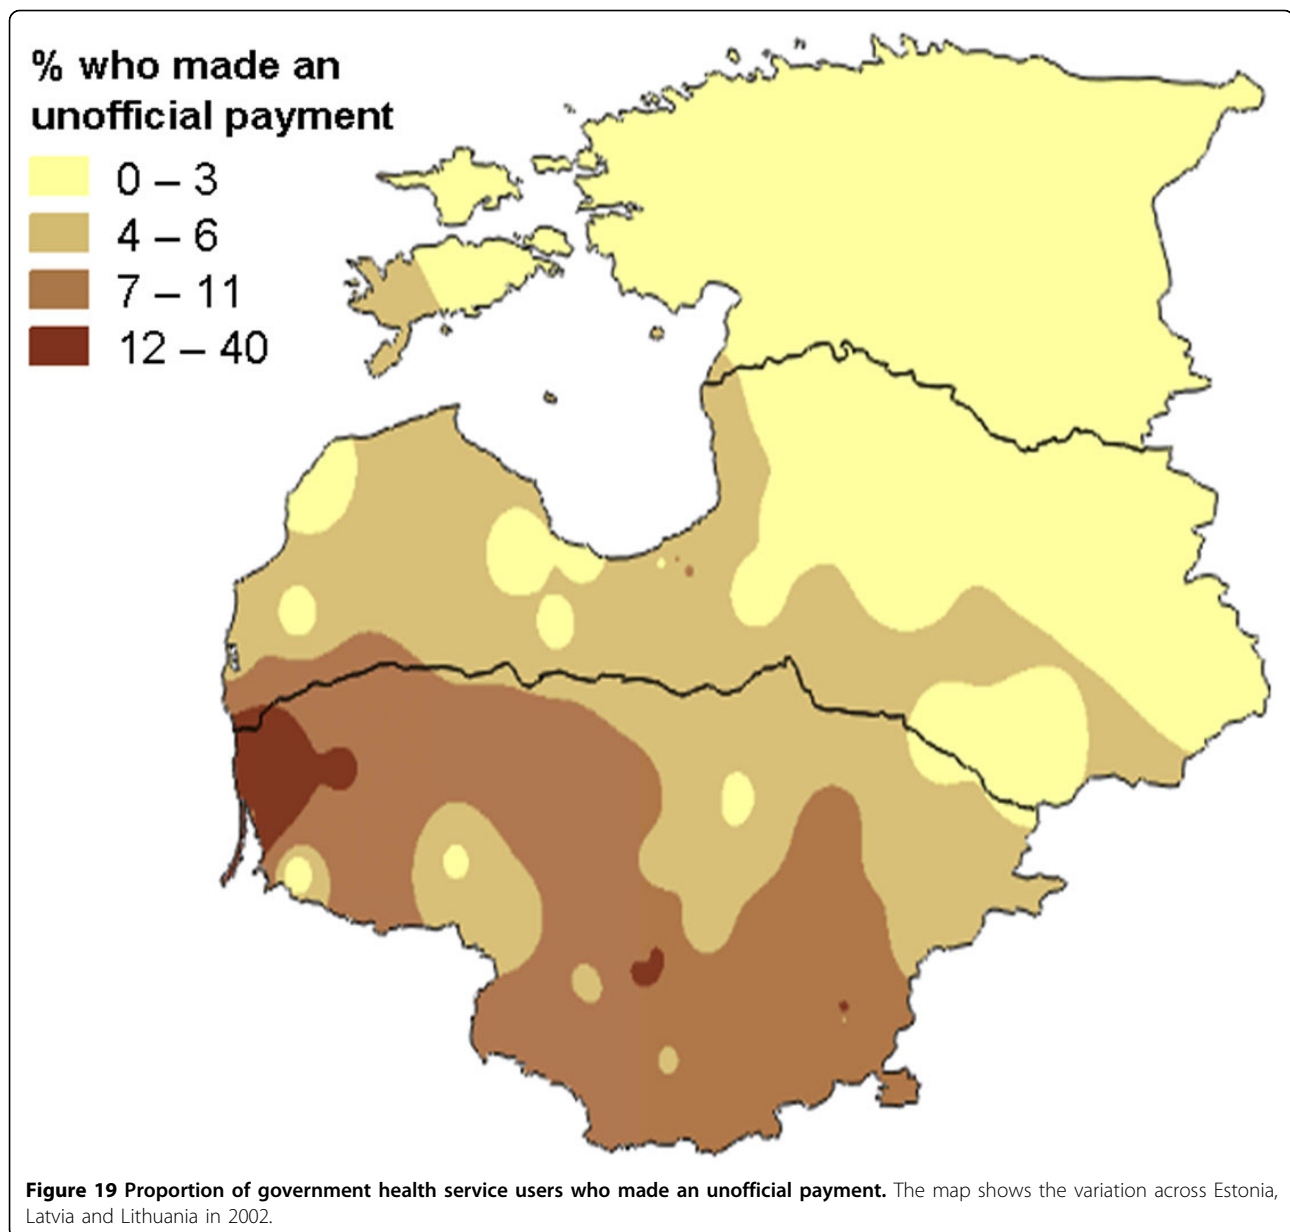 % who made an
unofficial payment
0 – 3
4 – 6
7 – 11
12 – 40
Figure 19 Proportion of government health service users who made an unofficial payment. The map shows the variation across Estonia,
Latvia and Lithuania in 2002.